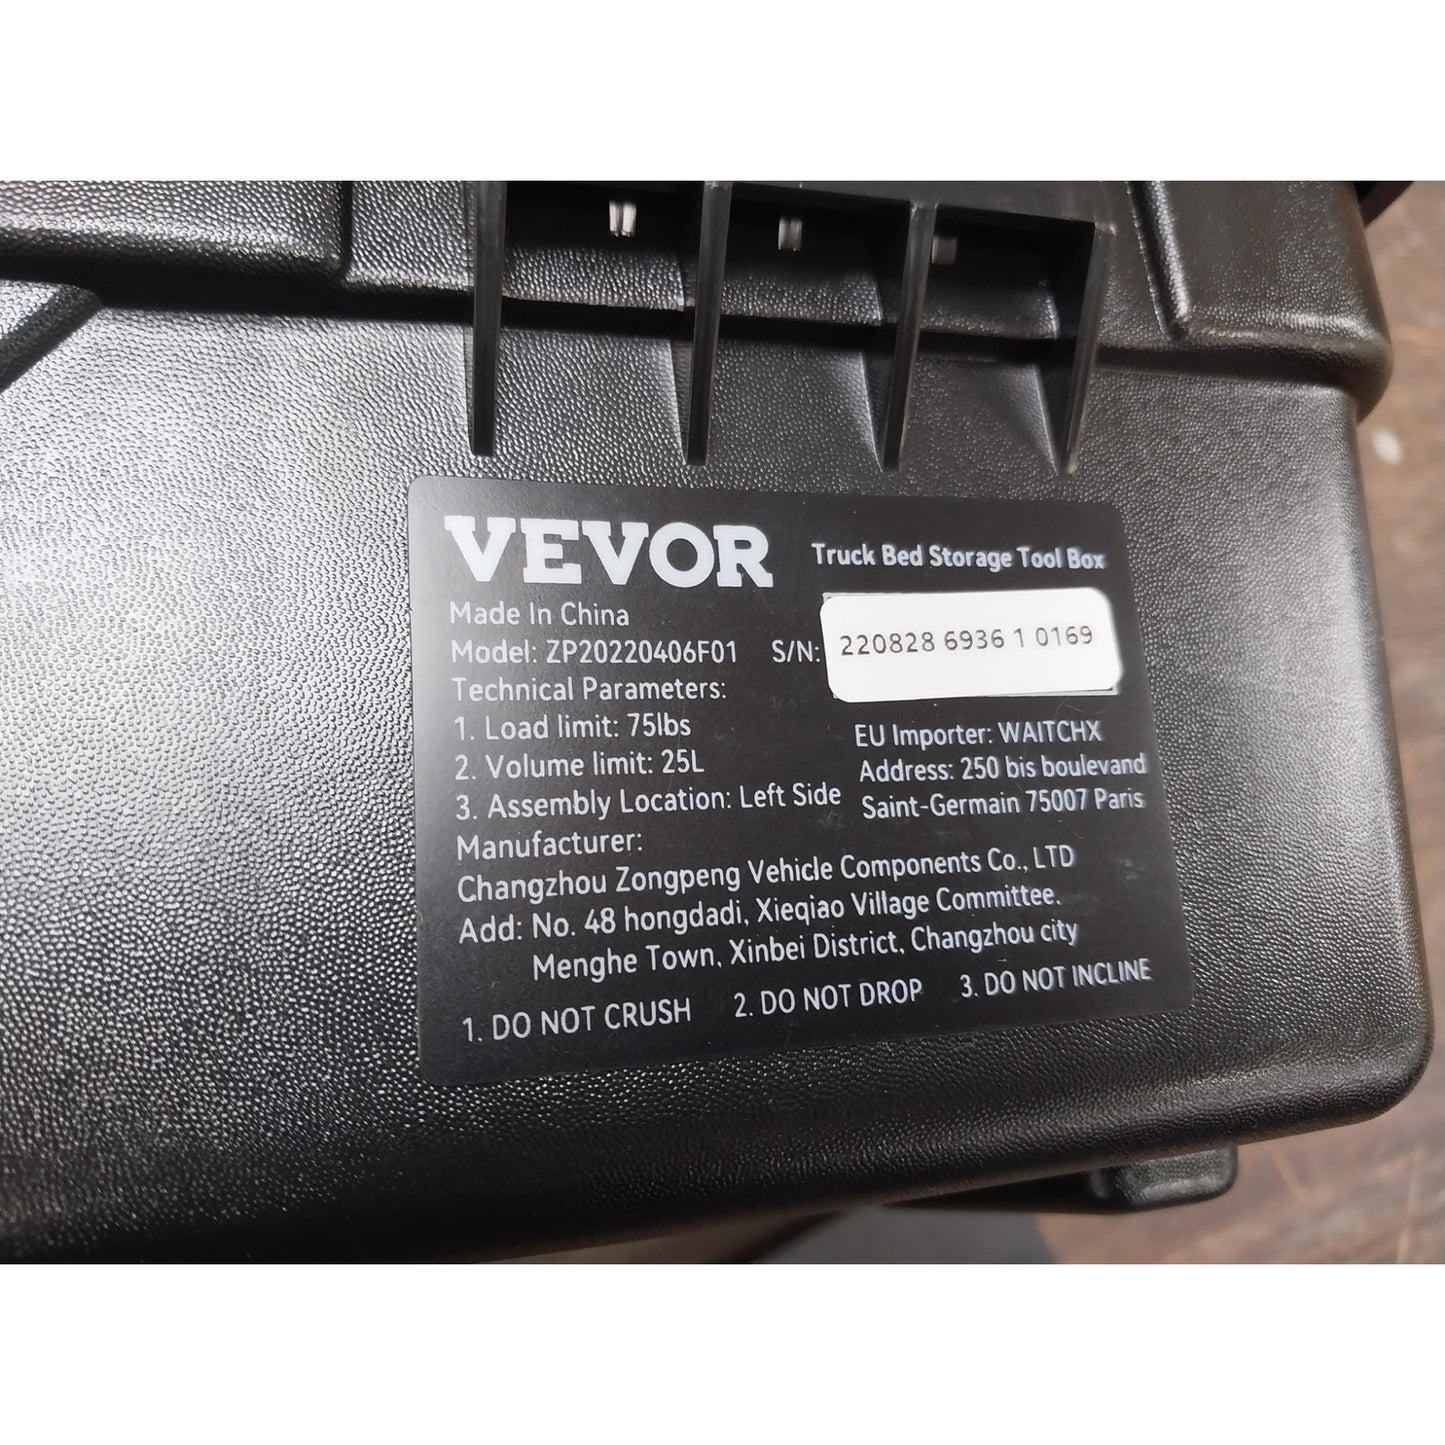 VEVOR Truck Bed Storage Tool Box
Made In China
Model: ZP20220406F01 S/N: 220828 6936 1 0169
Technical Parameters:
1. Load limit: 75lbs
2. Volume limit: 25L
3. Assembly Location: Left Side
EU Importer: WAITCHX
Address: 250 bis boulevand
Saint-Germain 75007 Paris
Manufacturer:
Changzhou Zongpeng Vehicle Components Co., LTD
Add: No. 48 hongdadi, Xieqiao Village Committee.
Menghe Town, Xinbei District, Changzhou city
1. DO NOT CRUSH 2. DO NOT DROP 3. DO NOT INCLINE